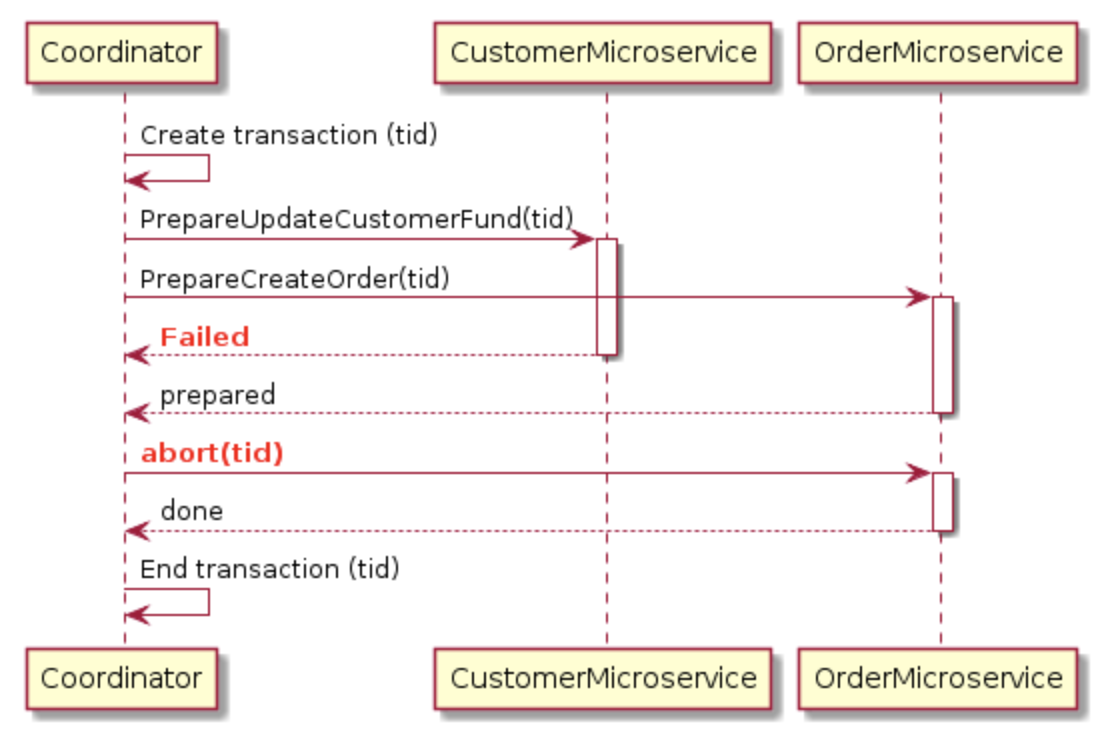 Coordinator
CustomerMicroservice
OrderMicroservice
Create transaction (tid)
PrepareUpdateCustomerFund(tid)
PrepareCreateOrder(tid)
Failed
prepared
abort(tid)
done
End transaction (tid)
Coordinator
CustomerMicroservice
OrderMicroservice